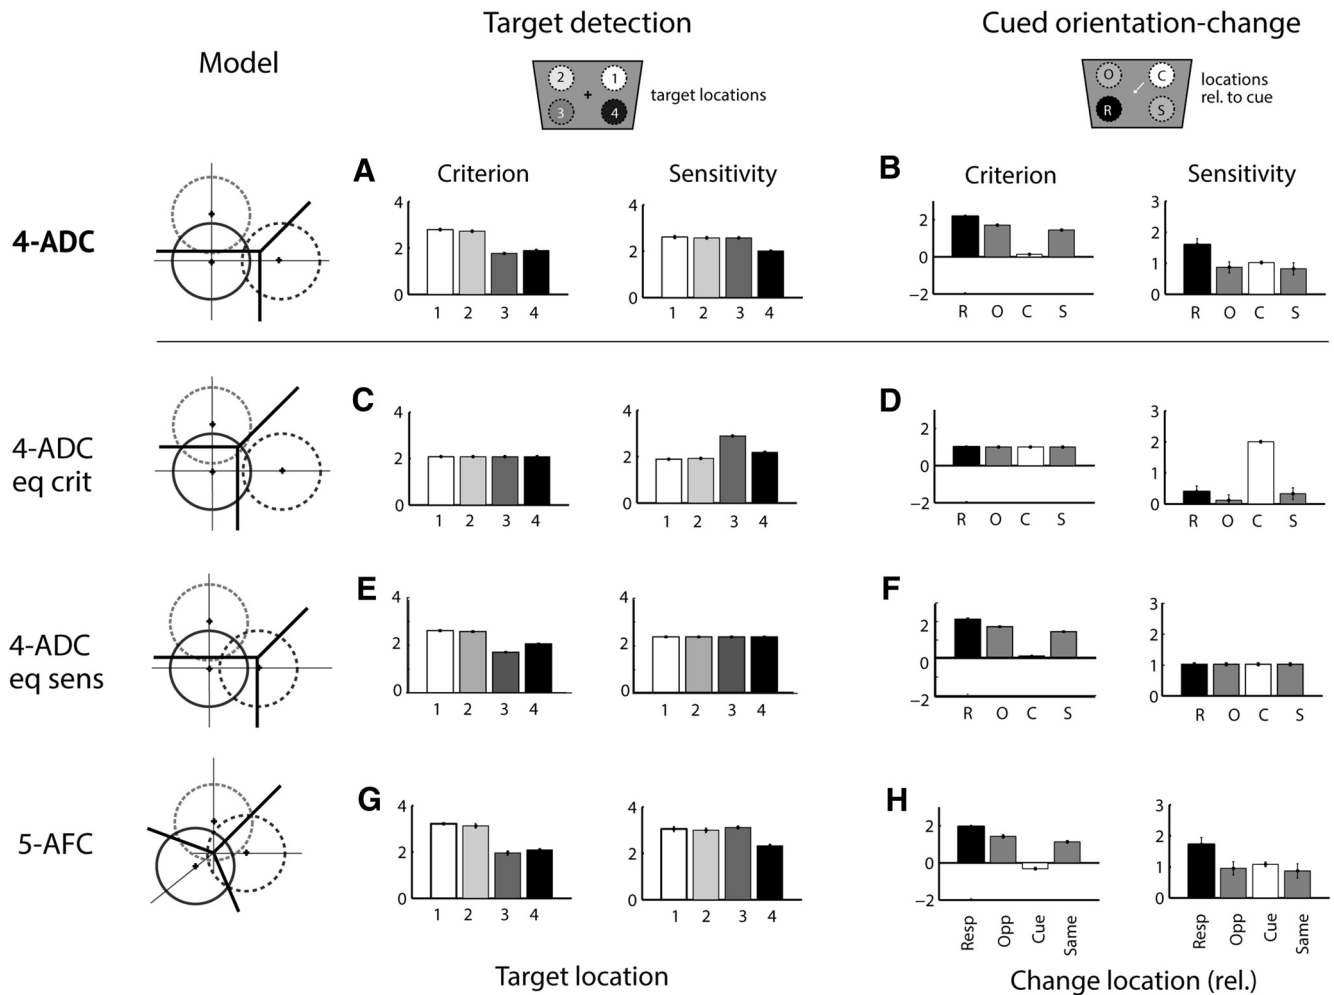 Target detection
Cued orientation-change
Model
2 1
+
3 4
target locations
O C
R S
locations
rel. to cue
A
Criterion
Sensitivity
B
Criterion
Sensitivity
4-ADC
4
2
0
1 2 3 4
4
2
0
1 2 3 4
2
0
−2
R O C S
3
2
1
0
R O C S
4-ADC
eq crit
C
4
2
0
1 2 3 4
4
2
0
1 2 3 4
D
2
0
−2
R O C S
3
2
1
0
R O C S
4-ADC
eq sens
E
4
2
0
1 2 3 4
4
2
0
1 2 3 4
F
2
0
−2
R O C S
3
2
1
0
R O C S
5-AFC
G
4
2
0
1 2 3 4
4
2
0
1 2 3 4
H
2
0
−2
Resp Opp Cue Same
3
2
1
0
Resp Opp Cue Same
Target location
Change location (rel.)